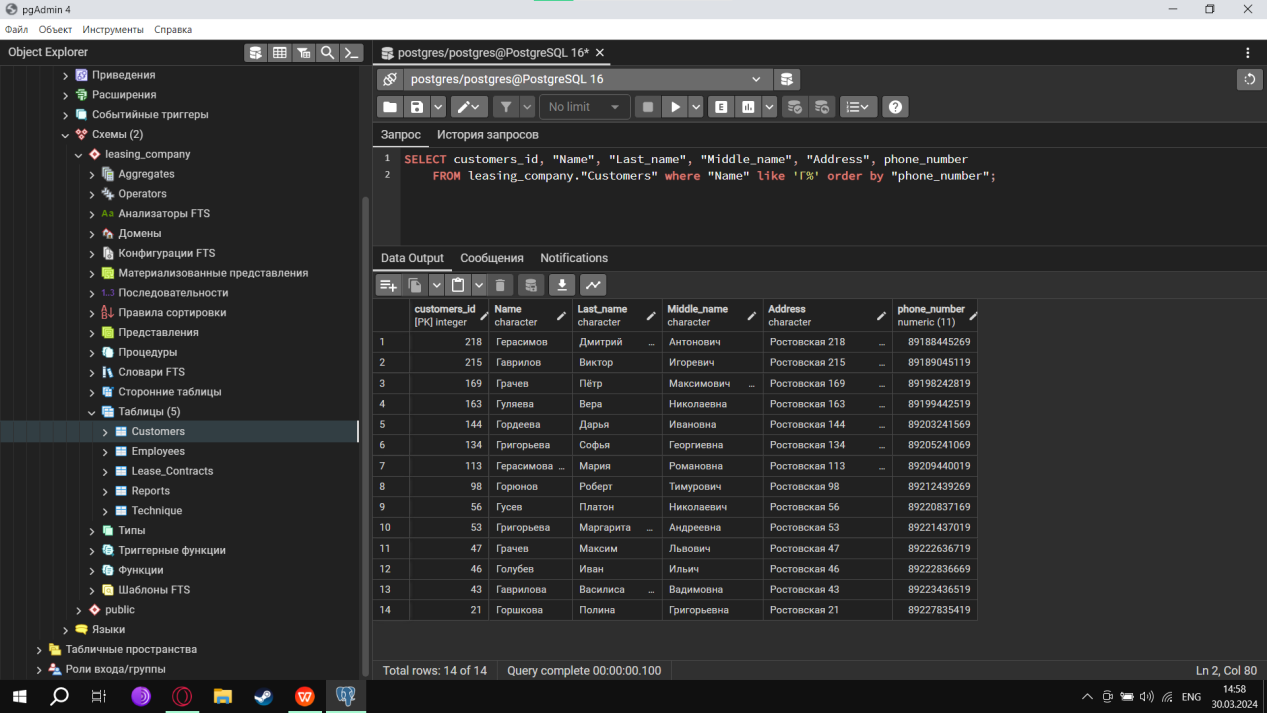 pgAdmin 4
Файл Объект Инструменты Справка
Object Explorer
Приведения
Расширения
Событийные триггеры
Схемы (2)
leasing_company
Aggregates
Operators
Анализаторы FTS
Домены
Конфигурации FTS
Материализованные представления
Последовательности
Правила сортировки
Представления
Процедуры
Словари FTS
Сторонние таблицы
Таблицы (5)
Customers
Employees
Lease_Contracts
Reports
Technique
Типы
Триггерные функции
Функции
Шаблоны FTS
public
Языки
Табличные пространства
Роли входа/группы
postgres/postgres@PostgreSQL 16*
postgres/postgres@PostgreSQL 16
No limit
Запрос История запросов
1 SELECT customers_id, "Name", "Last_name", "Middle_name", "Address", phone_number
2 FROM leasing_company."Customers" where "Name" like 'Г%' order by "phone_number";
Data Output Сообщения Notifications
customers_id Name Last_name Middle_name Address phone_number
[PK] integer character character character character numeric (11)
1 218 Герасимов Дмитрий ... Антонович Ростовская 218 ... 89188445269
2 215 Гаврилов Виктор Игоревич Ростовская 215 ... 89189045119
3 169 Грачев Пётр Максимович ... Ростовская 169 ... 89198242819
4 163 Гуляева Вера Николаевна Ростовская 163 ... 89199442519
5 144 Гордеева Дарья Ивановна Ростовская 144 ... 89203241569
6 134 Григорьева Софья Георгиевна Ростовская 134 ... 89205241069
7 113 Герасимова ... Мария Романовна Ростовская 113 ... 89209440019
8 98 Горюнов Роберт Тимурович Ростовская 98 89212439269
9 56 Гусев Платон Николаевич Ростовская 56 89220837169
10 53 Григорьева Маргарита ... Андреевна Ростовская 53 89221437019
11 47 Грачев Максим Львович Ростовская 47 89222636719
12 46 Голубев Иван Ильич Ростовская 46 89222836669
13 43 Гаврилова Василиса ... Вадимовна Ростовская 43 89223436519
14 21 Горшкова Полина Григорьевна Ростовская 21 89227835419
Total rows: 14 of 14 Query complete 00:00:00.100 Ln 2, Col 80
ENG
14:58
30.03.2024